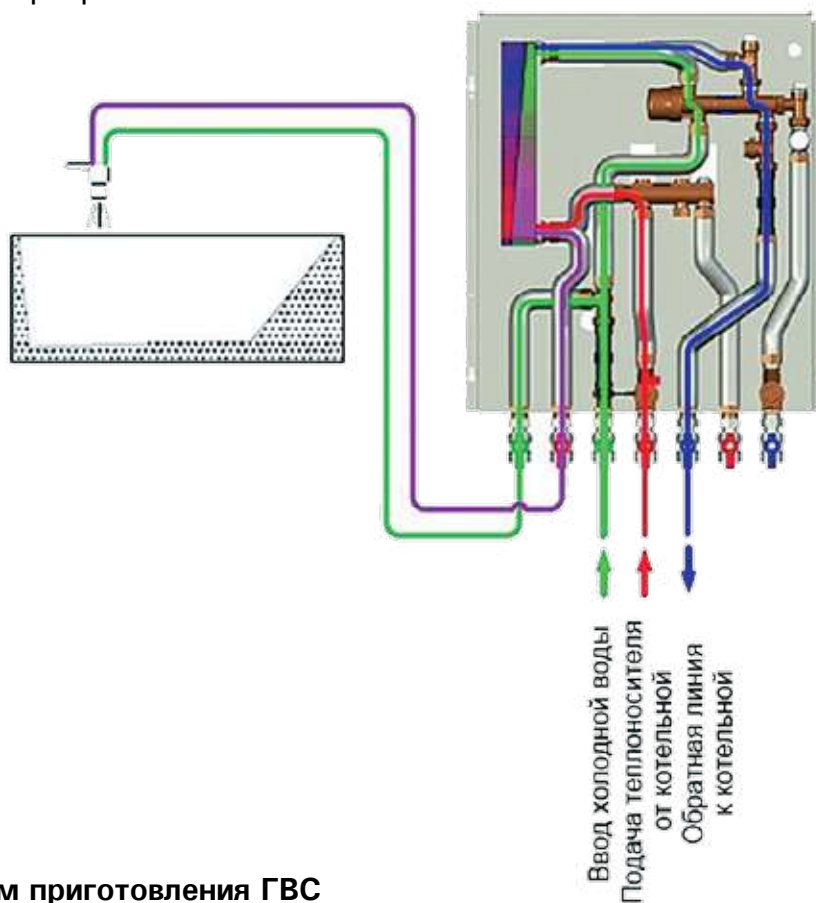 Ввод холодной воды
Подача теплоносителя
от котельной
Обратная линия
к котельной
м приготовления ГВС